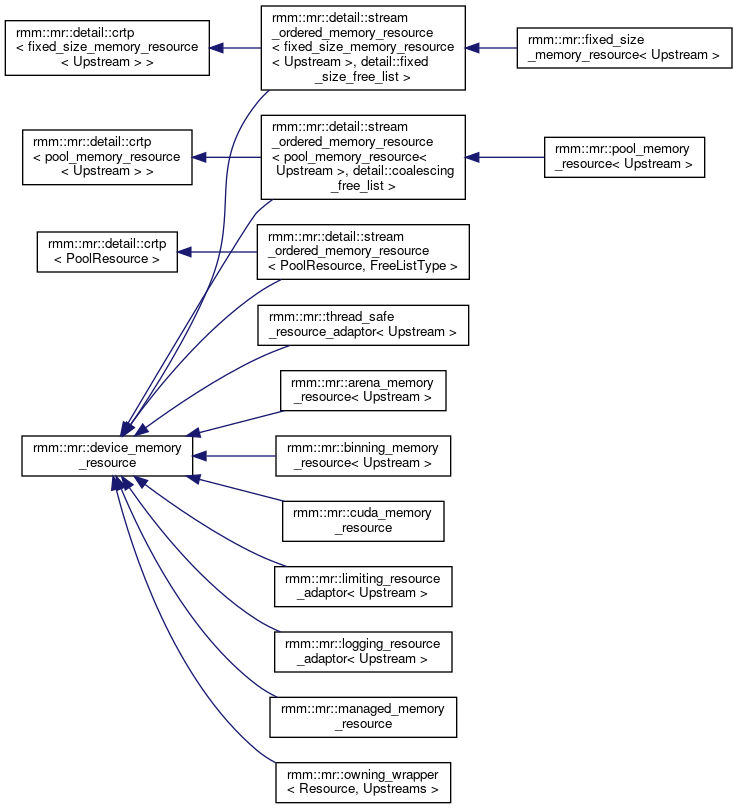 rmm::mr::detail::crtp
< fixed_size_memory_resource
< Upstream > >
rmm::mr::detail::stream
_ordered_memory_resource
< fixed_size_memory_resource
< Upstream >, detail::fixed
_size_free_list >
rmm::mr::fixed_size
_memory_resource< Upstream >
rmm::mr::detail::crtp
< pool_memory_resource
< Upstream > >
rmm::mr::detail::stream
_ordered_memory_resource
< pool_memory_resource<
Upstream >, detail::coalescing
_free_list >
rmm::mr::pool_memory
_resource< Upstream >
rmm::mr::detail::crtp
< PoolResource >
rmm::mr::detail::stream
_ordered_memory_resource
< PoolResource, FreeListType >
rmm::mr::thread_safe
_resource_adaptor< Upstream >
rmm::mr::arena_memory
_resource< Upstream >
rmm::mr::device_memory
_resource
rmm::mr::binning_memory
_resource< Upstream >
rmm::mr::cuda_memory
_resource
rmm::mr::limiting_resource
_adaptor< Upstream >
rmm::mr::logging_resource
_adaptor< Upstream >
rmm::mr::managed_memory
_resource
rmm::mr::owning_wrapper
< Resource, Upstreams >